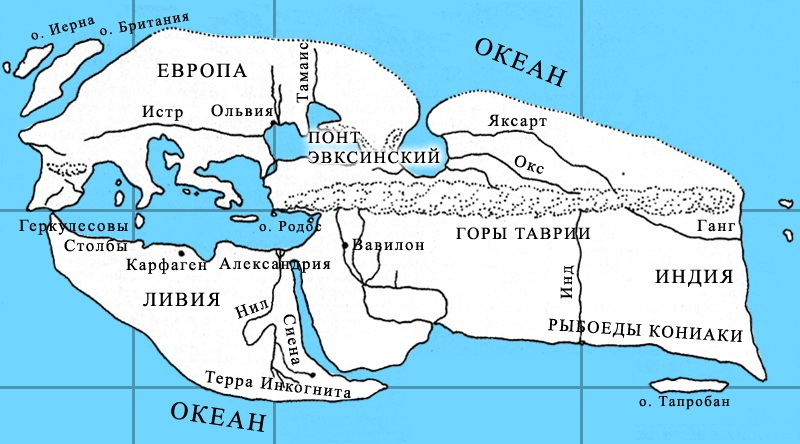 о. Иерна
о. Британия
ОКЕАН
ЕВРОПА
Тамаис
Истр
Ольвия
Яксарт
ПОНТ
ЭВКСИНСКИЙ
Окс
Геркулесовы
Столбы
о. Родос
Ганг
ГОРЫ ТАВРИИ
Вавилон
Карфаген
Александрия
ИНДИЯ
Инд
ЛИВИЯ
Нил
Сиена
РЫБОЕДЫ КОНИАКИ
Терра Инкогнита
о. Тапробан
ОКЕАН